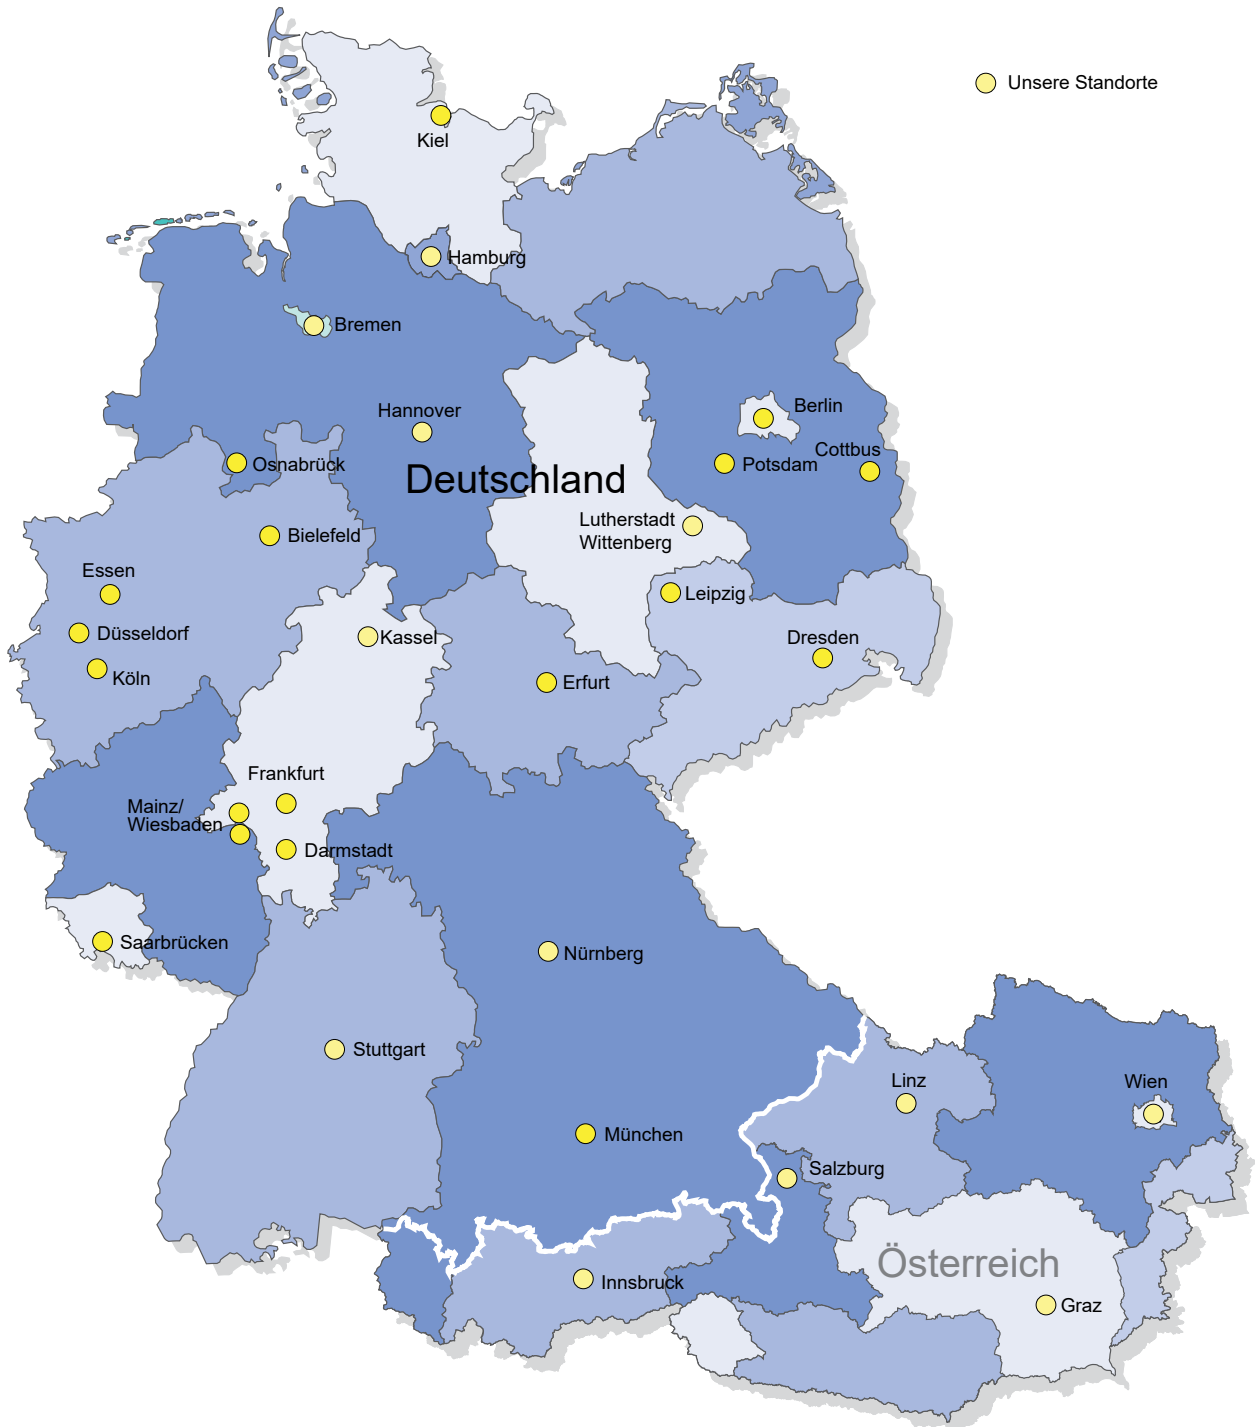 Unsere Standorte
Kiel
Hamburg
Bremen
Hannover
Berlin
Cottbus
Osnabrück
Potsdam
Deutschland
Lutherstadt
Wittenberg
Bielefeld
Essen
Leipzig
Düsseldorf
Kassel
Dresden
Köln
Erfurt
Frankfurt
Mainz/
Wiesbaden
Darmstadt
Saarbrücken
Nürnberg
Stuttgart
Linz
Wien
München
Salzburg
Österreich
Innsbruck
Graz